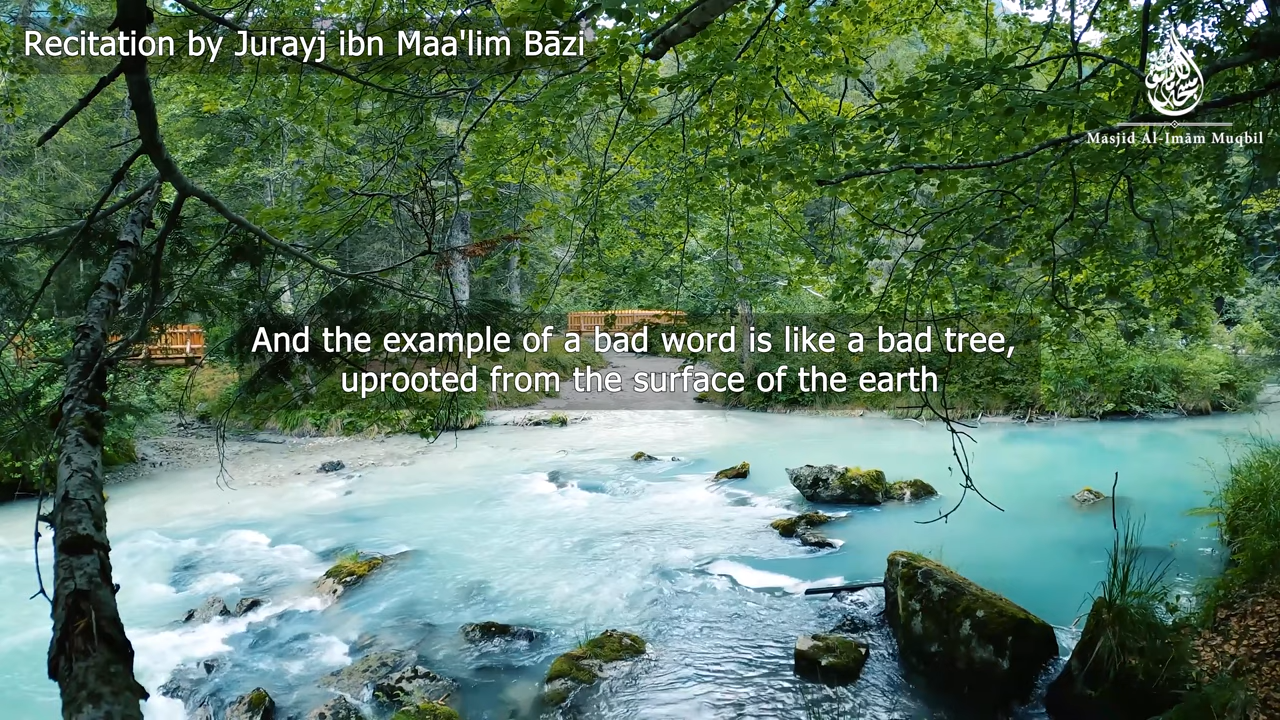 Recitation by Jurayj ibn Maa'lim Bāzi
Masjid Al-Imām Muqbil
And the example of a bad word is like a bad tree,
uprooted from the surface of the earth